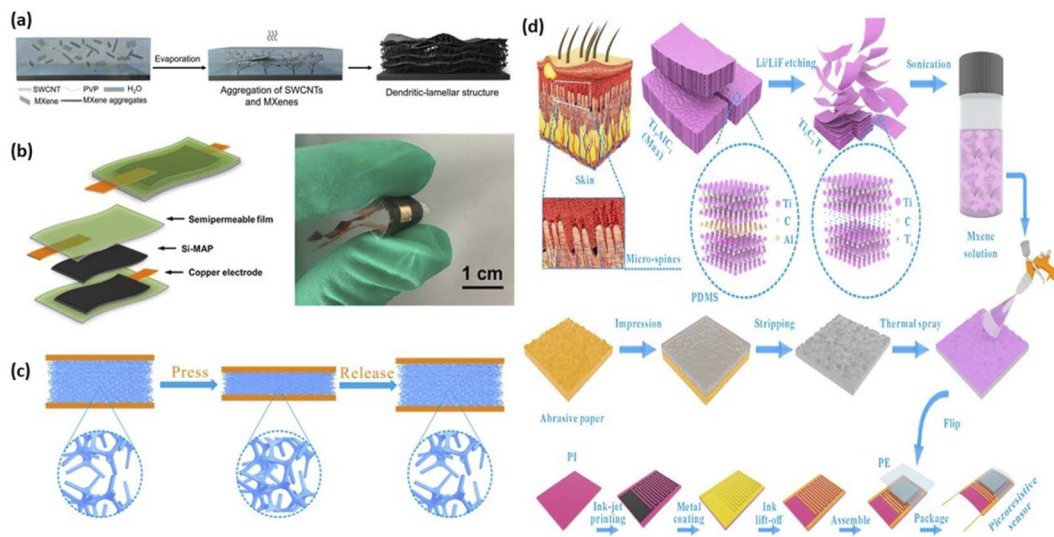 (a)
Evaporation
SWCNT
PVP
H₂O
MXene
MXene aggregates
Aggregation of SWCNTs
and MXenes
Dendritic-lamellar structure
(b)
Semipermeable film
Si-MAP
Copper electrode
1 cm
(c)
Press
Release
(d)
Skin
Micro-spines
Ti₃AlC₂
(Max)
Li/LiF etching
Ti₃C₂Tₓ
Sonication
Ti
C
Al
Ti
C
Tₓ
Mxene
solution
PDMS
Impression
Stripping
Thermal spray
Abrasive paper
Flip
PI
PE
Ink-jet
printing
Metal
coating
Ink
lift-off
Assemble
Package
Piezoresistive
sensor